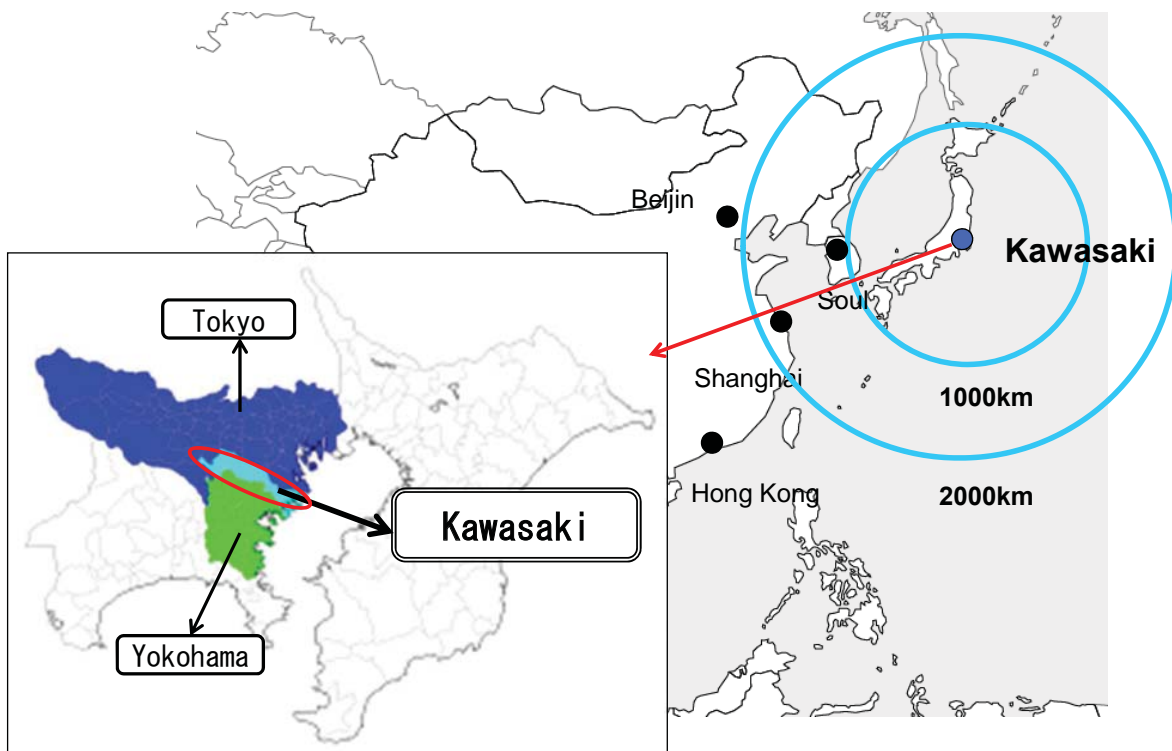 Beijin
Kawasaki
Soul
Tokyo
Shanghai
1000km
Hong Kong
2000km
Kawasaki
Yokohama